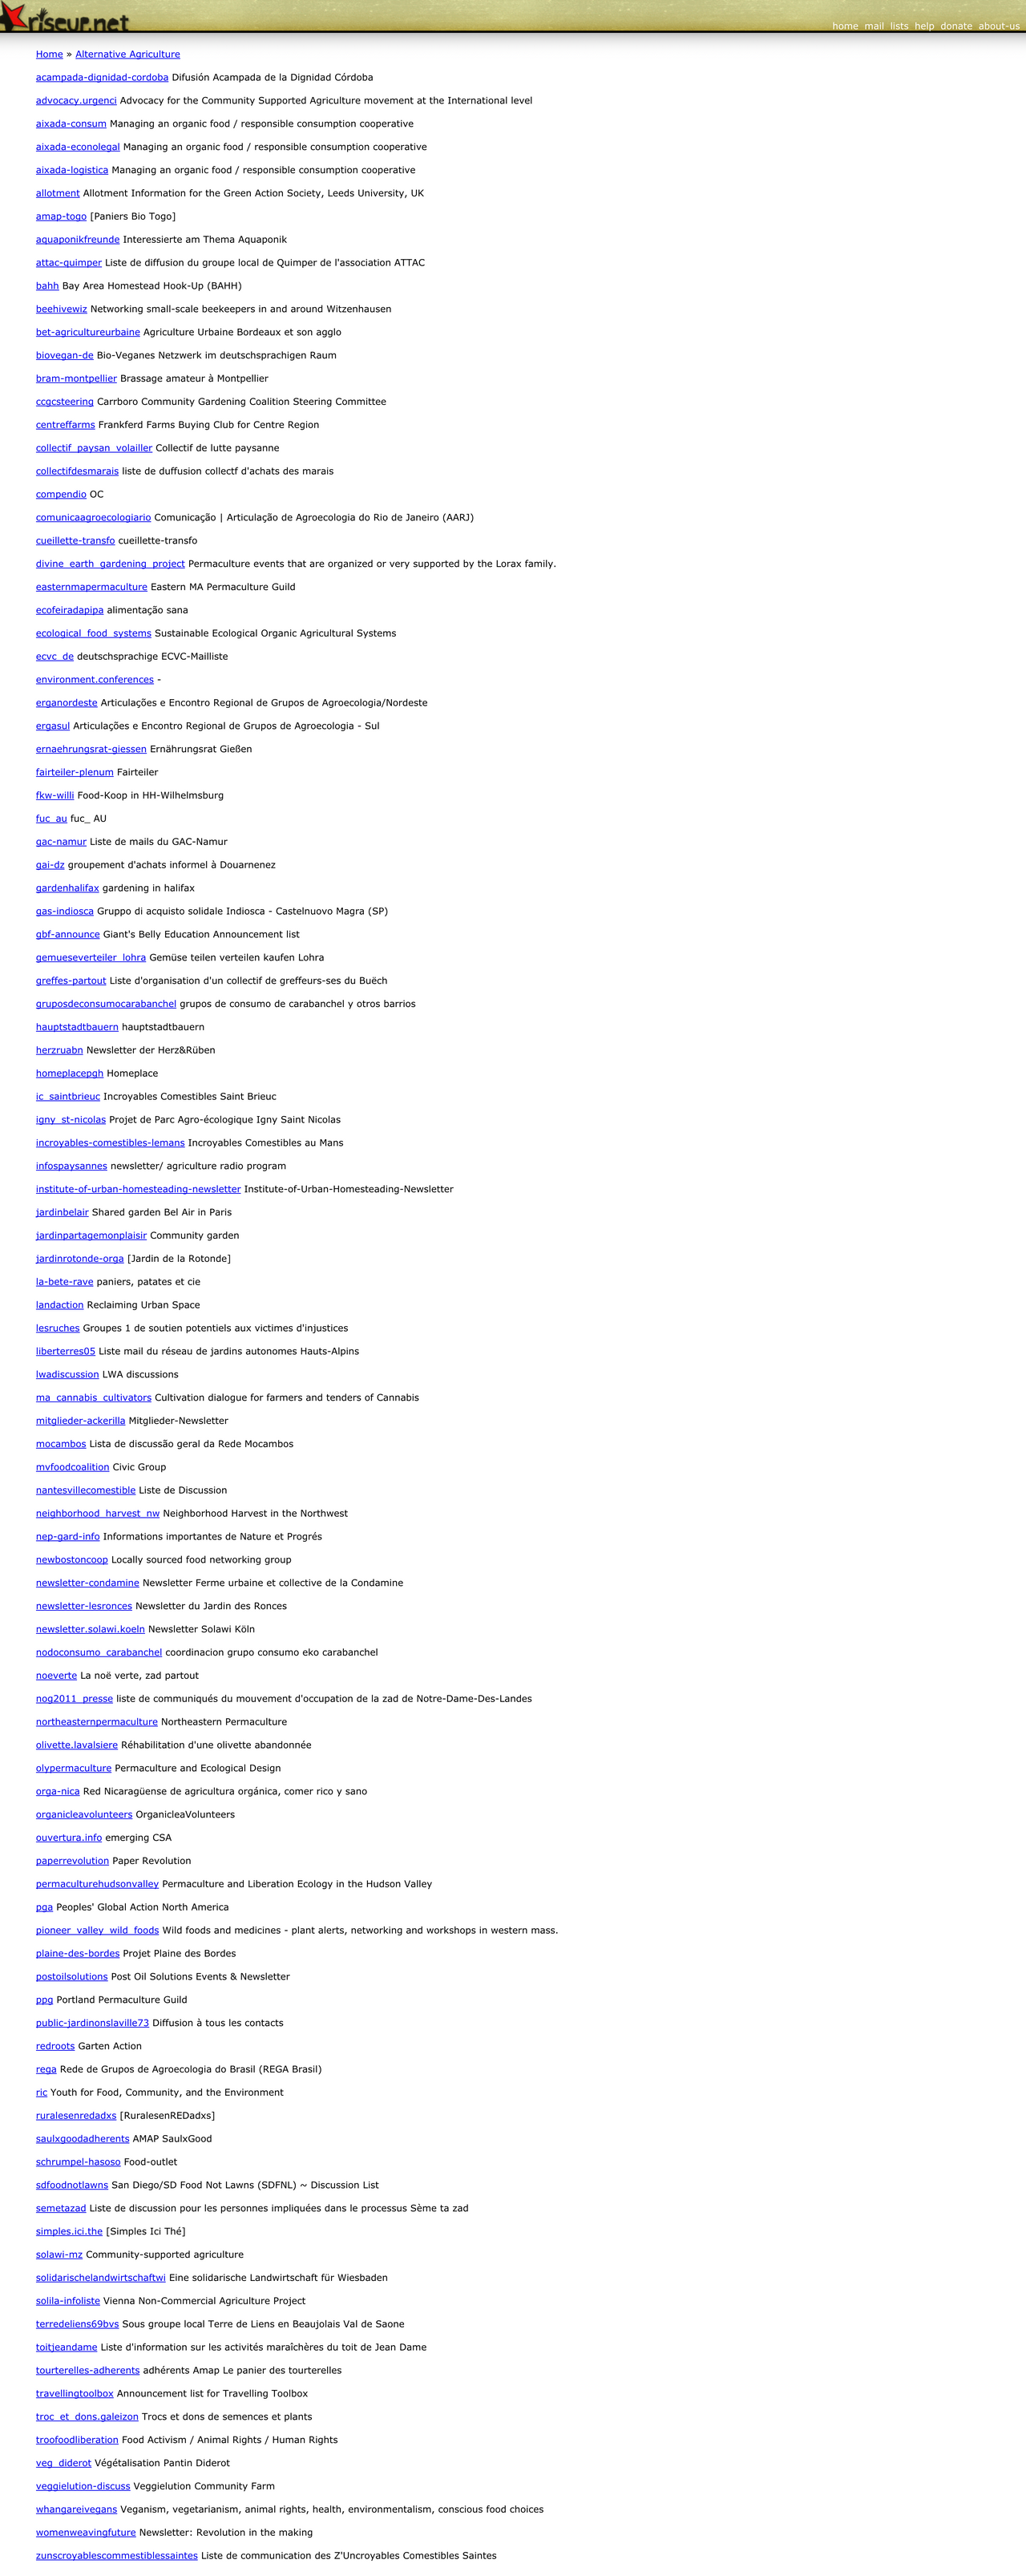 riseup.net
home mail lists help donate about-us
Home » Alternative Agriculture
acampada-dignidad-cordoba Difusión Acampada de la Dignidad Córdoba
advocacy.urgenci Advocacy for the Community Supported Agriculture movement at the International level
aixada-consum Managing an organic food / responsible consumption cooperative
aixada-econolegal Managing an organic food / responsible consumption cooperative
aixada-logistica Managing an organic food / responsible consumption cooperative
allotment Allotment Information for the Green Action Society, Leeds University, UK
amap-togo [Paniers Bio Togo]
aquaponikfreunde Interessierte am Thema Aquaponik
attac-quimper Liste de diffusion du groupe local de Quimper de l'association ATTAC
bahh Bay Area Homestead Hook-Up (BAHH)
beehivewiz Networking small-scale beekeepers in and around Witzenhausen
bet-agricultureurbaine Agriculture Urbaine Bordeaux et son agglo
biovegan-de Bio-Veganes Netzwerk im deutschsprachigen Raum
bram-montpellier Brassage amateur à Montpellier
ccgcsteering Carrboro Community Gardening Coalition Steering Committee
centreffarms Frankferd Farms Buying Club for Centre Region
collectif_paysan_volailler Collectif de lutte paysanne
collectifdesmarais liste de duffusion collectf d'achats des marais
compendio OC
comunicaagroecologiario Comunicação | Articulação de Agroecologia do Rio de Janeiro (AARJ)
cueillette-transfo cueillette-transfo
divine_earth_gardening_project Permaculture events that are organized or very supported by the Lorax family.
easternmapermaculture Eastern MA Permaculture Guild
ecofeiradapipa alimentação sana
ecological_food_systems Sustainable Ecological Organic Agricultural Systems
ecvc_de deutschsprachige ECVC-Mailliste
environment.conferences -
erganordeste Articulações e Encontro Regional de Grupos de Agroecologia/Nordeste
ergasul Articulações e Encontro Regional de Grupos de Agroecologia - Sul
ernaehrungsrat-giessen Ernährungsrat Gießen
fairteiler-plenum Fairteiler
fkw-willi Food-Koop in HH-Wilhelmsburg
fuc_au fuc_ AU
gac-namur Liste de mails du GAC-Namur
gai-dz groupement d'achats informel à Douarnenez
gardenhalifax gardening in halifax
gas-indiosca Gruppo di acquisto solidale Indiosca - Castelnuovo Magra (SP)
gbf-announce Giant's Belly Education Announcement list
gemueseverteiler_lohra Gemüse teilen verteilen kaufen Lohra
greffes-partout Liste d'organisation d'un collectif de greffeurs-ses du Buëch
gruposdeconsumocarabanchel grupos de consumo de carabanchel y otros barrios
hauptstadtbauern hauptstadtbauern
herzruabn Newsletter der Herz&Rüben
homeplacepgh Homeplace
ic_saintbrieuc Incroyables Comestibles Saint Brieuc
igny_st-nicolas Projet de Parc Agro-écologique Igny Saint Nicolas
incroyables-comestibles-lemans Incroyables Comestibles au Mans
infospaysannes newsletter/ agriculture radio program
institute-of-urban-homesteading-newsletter Institute-of-Urban-Homesteading-Newsletter
jardinbelair Shared garden Bel Air in Paris
jardinpartagemonplaisir Community garden
jardinrotonde-orga [Jardin de la Rotonde]
la-bete-rave paniers, patates et cie
landaction Reclaiming Urban Space
lesruches Groupes 1 de soutien potentiels aux victimes d'injustices
liberterres05 Liste mail du réseau de jardins autonomes Hauts-Alpins
lwadiscussion LWA discussions
ma_cannabis_cultivators Cultivation dialogue for farmers and tenders of Cannabis
mitglieder-ackerilla Mitglieder-Newsletter
mocambos Lista de discussão geral da Rede Mocambos
mvfoodcoalition Civic Group
nantesvillecomestible Liste de Discussion
neighborhood_harvest_nw Neighborhood Harvest in the Northwest
nep-gard-info Informations importantes de Nature et Progrés
newbostoncoop Locally sourced food networking group
newsletter-condamine Newsletter Ferme urbaine et collective de la Condamine
newsletter-lesronces Newsletter du Jardin des Ronces
newsletter.solawi.koeln Newsletter Solawi Köln
nodoconsumo_carabanchel coordinacion grupo consumo eko carabanchel
noeverte La noë verte, zad partout
nog2011_presse liste de communiqués du mouvement d'occupation de la zad de Notre-Dame-Des-Landes
northeasternpermaculture Northeastern Permaculture
olivette.lavalsiere Réhabilitation d'une olivette abandonnée
olypermaculture Permaculture and Ecological Design
orga-nica Red Nicaragüense de agricultura orgánica, comer rico y sano
organicleavolunteers OrganicleaVolunteers
ouvertura.info emerging CSA
paperrevolution Paper Revolution
permaculturehudsonvalley Permaculture and Liberation Ecology in the Hudson Valley
pga Peoples' Global Action North America
pioneer_valley_wild_foods Wild foods and medicines - plant alerts, networking and workshops in western mass.
plaine-des-bordes Projet Plaine des Bordes
postoilsolutions Post Oil Solutions Events & Newsletter
ppg Portland Permaculture Guild
public-jardinonslaville73 Diffusion à tous les contacts
redroots Garten Action
rega Rede de Grupos de Agroecologia do Brasil (REGA Brasil)
ric Youth for Food, Community, and the Environment
ruralesenredadxs [RuralesenREDadxs]
saulxgoodadherents AMAP SaulxGood
schrumpel-hasoso Food-outlet
sdfoodnotlawns San Diego/SD Food Not Lawns (SDFNL) ~ Discussion List
semetazad Liste de discussion pour les personnes impliquées dans le processus Sème ta zad
simples.ici.the [Simples Ici Thé]
solawi-mz Community-supported agriculture
solidarischelandwirtschaftwi Eine solidarische Landwirtschaft für Wiesbaden
solila-infoliste Vienna Non-Commercial Agriculture Project
terredeliens69bvs Sous groupe local Terre de Liens en Beaujolais Val de Saone
toitjeandame Liste d'information sur les activités maraîchères du toit de Jean Dame
tourterelles-adherents adhérents Amap Le panier des tourterelles
travellingtoolbox Announcement list for Travelling Toolbox
troc_et_dons.galeizon Trocs et dons de semences et plants
troofoodliberation Food Activism / Animal Rights / Human Rights
veg_diderot Végétalisation Pantin Diderot
veggielution-discuss Veggielution Community Farm
whangareivegans Veganism, vegetarianism, animal rights, health, environmentalism, conscious food choices
womenweavingfuture Newsletter: Revolution in the making
zunscroyablescommestiblessaintes Liste de communication des Z'Uncroyables Comestibles Saintes